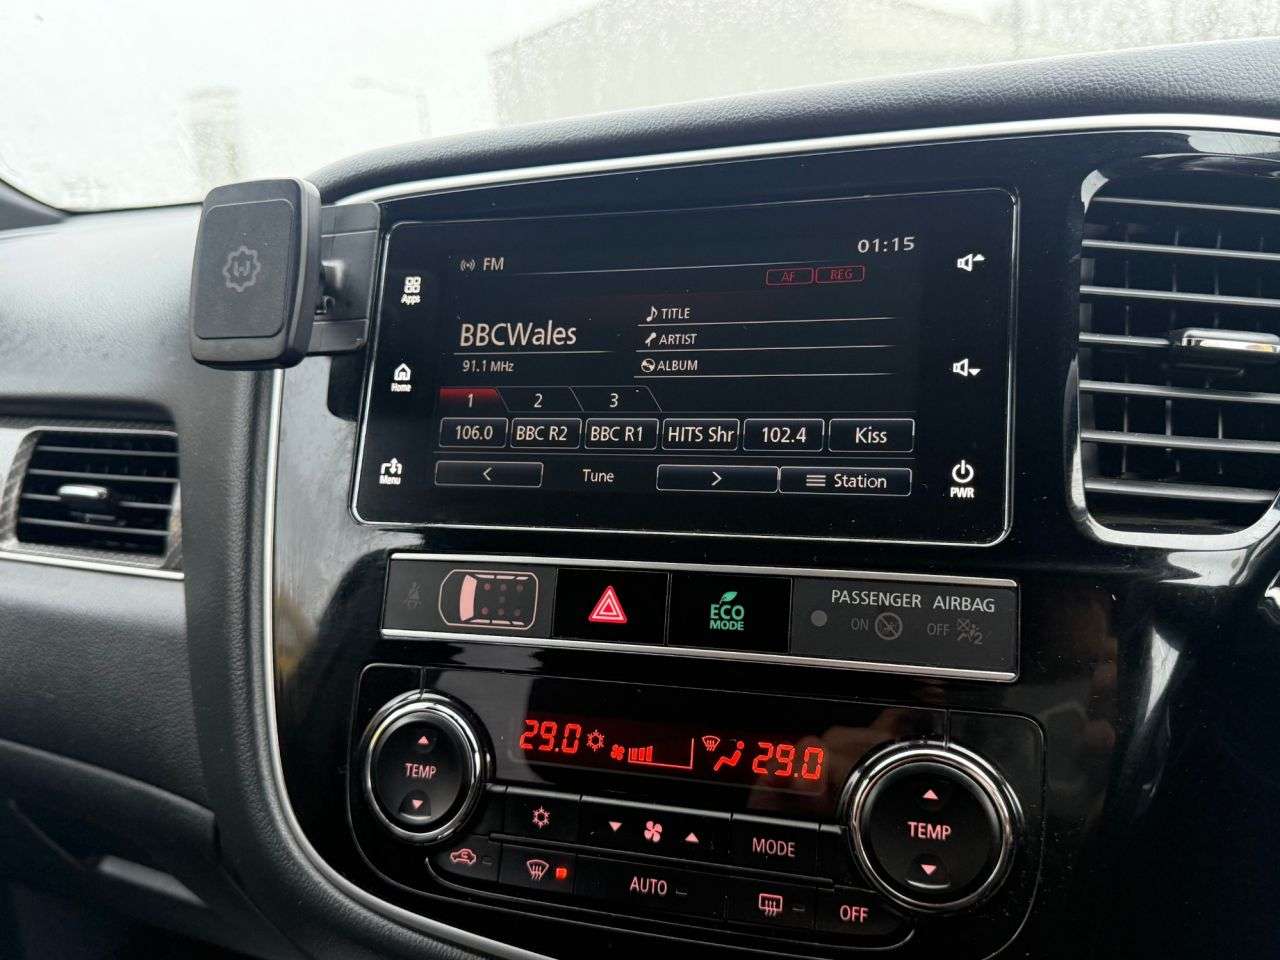 01:15
FM
AF REG
Apps
TITLE
BBCWales
ARTIST
91.1 MHz
ALBUM
Home
1 2 3
106.0 BBC R2 BBC R1 HITS Shr 102.4 Kiss
Menu
< Tune > Station
PWR
ECO
MODE
PASSENGER AIRBAG
ON OFF 2
29.0 29.0
TEMP
TEMP
MODE
AUTO
OFF